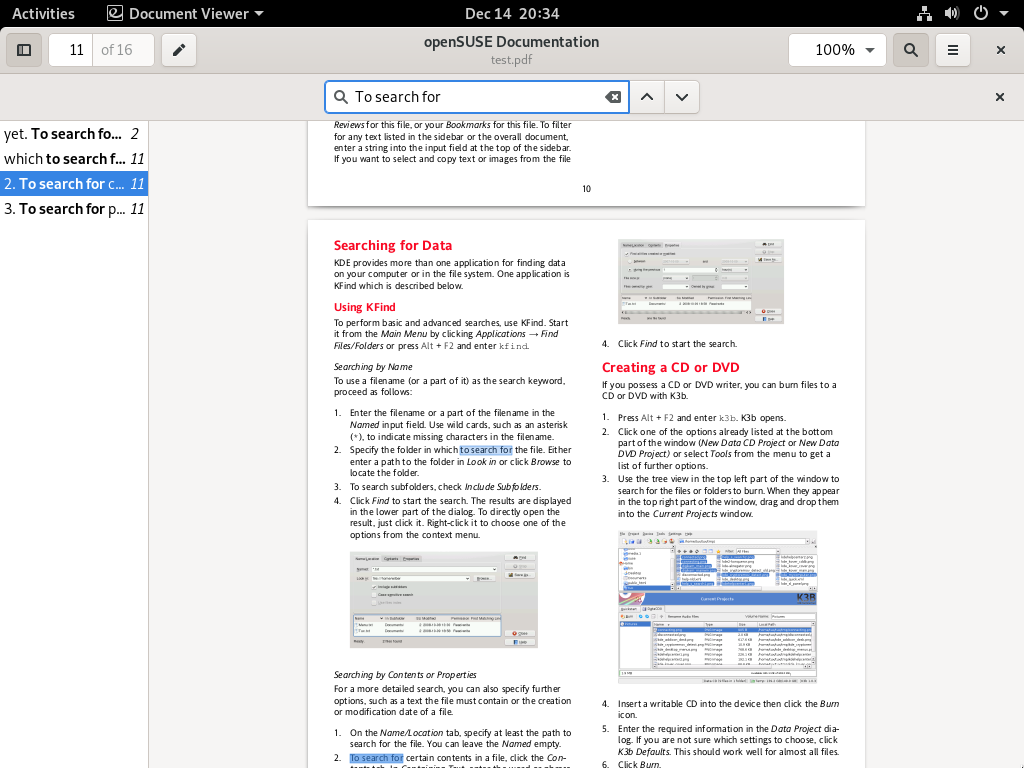 Activities
Document Viewer
Dec 14 20:34
11
of 16
openSUSE Documentation
test.pdf
100%
To search for
yet. To search fo... 2
which to search f... 11
2. To search for c... 11
3. To search for p... 11
Reviews for this file, or your Bookmarks for this file. To filter
for any text listed in the sidebar or the overall document,
enter a string into the input field at the top of the sidebar.
If you want to select and copy text or images from the file
10
Searching for Data
KDE provides more than one application for finding data
on your computer or in the file system. One application is
KFind which is described below.
Using KFind
To perform basic and advanced searches, use KFind. Start
it from the Main Menu by clicking Applications → Find
Files/Folders or press Alt + F2 and enter kfind.
Searching by Name
To use a filename (or a part of it) as the search keyword,
proceed as follows:
1. Enter the filename or a part of the filename in the
Named input field. Use wild cards, such as an asterisk
(*), to indicate missing characters in the filename.
2. Specify the folder in which to search for the file. Either
enter a path to the folder in Look in or click Browse to
locate the folder.
3. To search subfolders, check Include Subfolders.
4. Click Find to start the search. The results are displayed
in the lower part of the dialog. To directly open the
result, just click it. Right-click it to choose one of the
options from the context menu.
Searching by Contents or Properties
For a more detailed search, you can also specify further
options, such as a text the file must contain or the creation
or modification date of a file.
1. On the Name/Location tab, specify at least the path to
search for the file. You can leave the Named empty.
2. To search for certain contents in a file, click the Con-
4. Click Find to start the search.
Creating a CD or DVD
If you possess a CD or DVD writer, you can burn files to a
CD or DVD with K3b.
1. Press Alt + F2 and enter k3b. K3b opens.
2. Click one of the options already listed at the bottom
part of the window (New Data CD Project or New Data
DVD Project) or select Tools from the menu to get a
list of further options.
3. Use the tree view in the top left part of the window to
search for the files or folders to burn. When they appear
in the top right part of the window, drag and drop them
into the Current Projects window.
Current Projects
K3B
4. Insert a writable CD into the device then click the Burn
icon.
5. Enter the required information in the Data Project dia-
log. If you are not sure which settings to choose, click
K3b Defaults. This should work well for almost all files.
6. Click Burn.